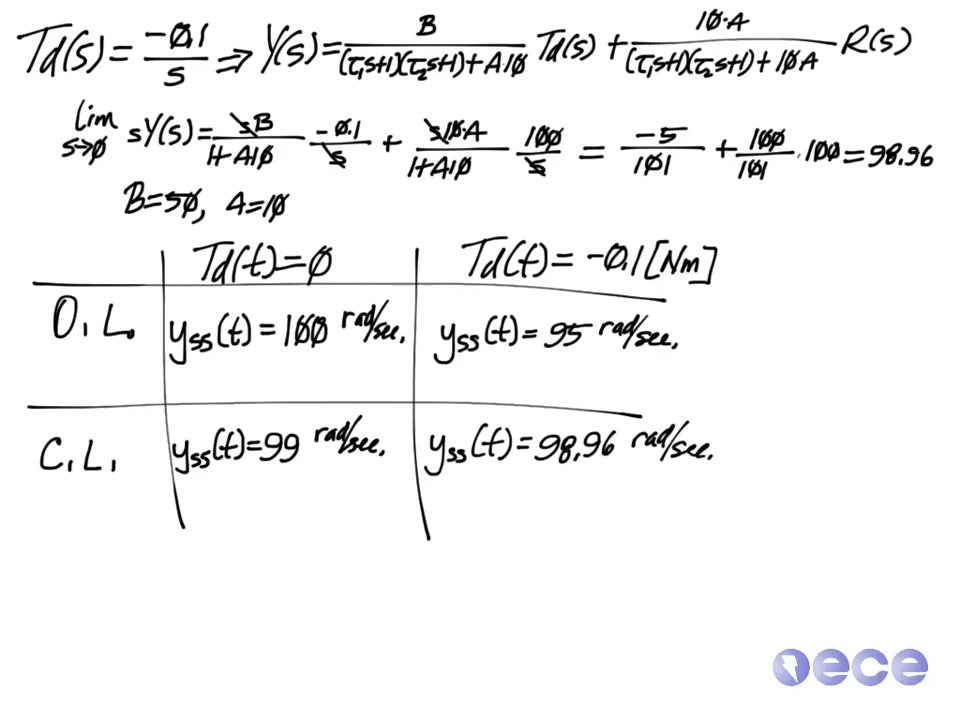 Td(s) = -0.1/s ⇒ Y(s) = B/((τ₁s+1)(τ₂s+1)+A10) Td(s) + 10·A/((τ₁s+1)(τ₂s+1)+10A) R(s)
lim s→0 sY(s) = sB/(1+A10) -0.1/s + s10·A/(1+A10) 100/s = -5/101 + 100/101 · 100 = 98.96
B=50, A=10
Td(t)=0 Td(t) = -0.1 [Nm]
O.L. yss(t) = 100 rad/sec. yss(t) = 95 rad/sec.
C.L. yss(t) = 99 rad/sec. yss(t) = 98.96 rad/sec.
ece